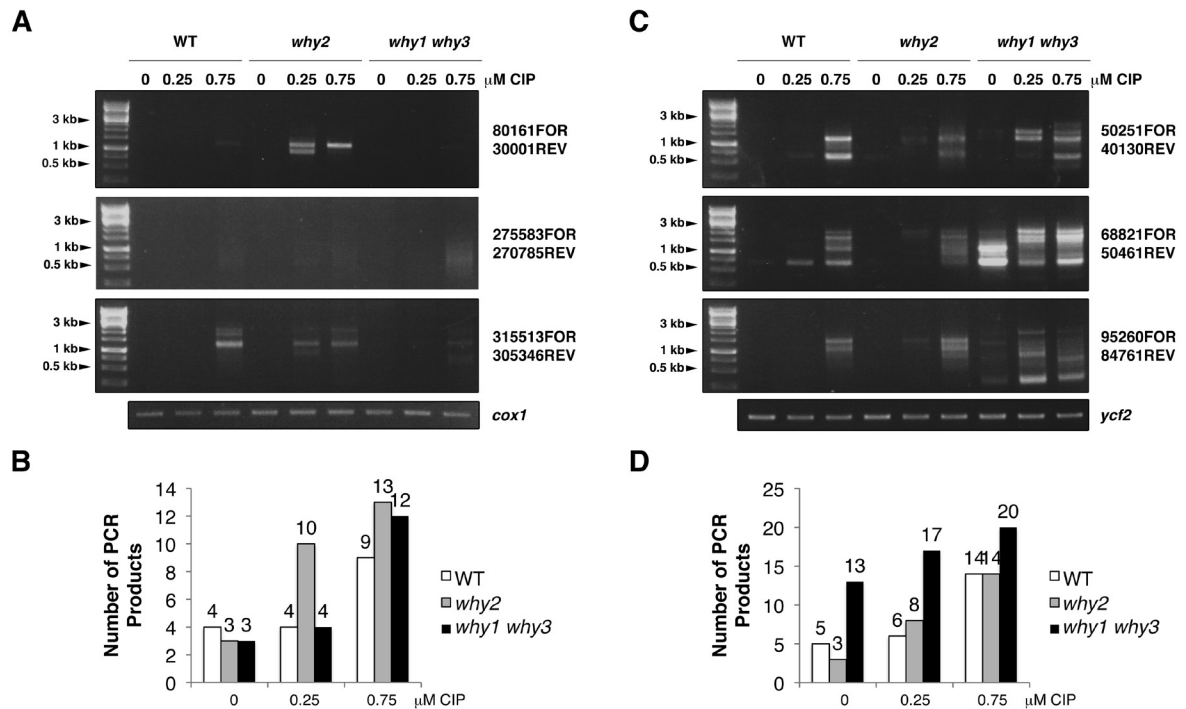 A
WT why2 why1 why3
0 0.25 0.75 0 0.25 0.75 0 0.25 0.75 μM CIP
3 kb
1 kb
0.5 kb
80161FOR
30001REV
3 kb
1 kb
0.5 kb
275583FOR
270785REV
3 kb
1 kb
0.5 kb
315513FOR
305346REV
cox1
B
Number of PCR
Products
14
12
10
8
6
4
2
0
4 3 3
4 10 4
9 13 12
0 0.25 0.75 μM CIP
WT
why2
why1 why3
C
WT why2 why1 why3
0 0.25 0.75 0 0.25 0.75 0 0.25 0.75 μM CIP
3 kb
1 kb
0.5 kb
50251FOR
40130REV
3 kb
1 kb
0.5 kb
68821FOR
50461REV
3 kb
1 kb
0.5 kb
95260FOR
84761REV
ycf2
D
Number of PCR
Products
25
20
15
10
5
0
5 3 13
6 8 17
14 14 20
0 0.25 0.75 μM CIP
WT
why2
why1 why3